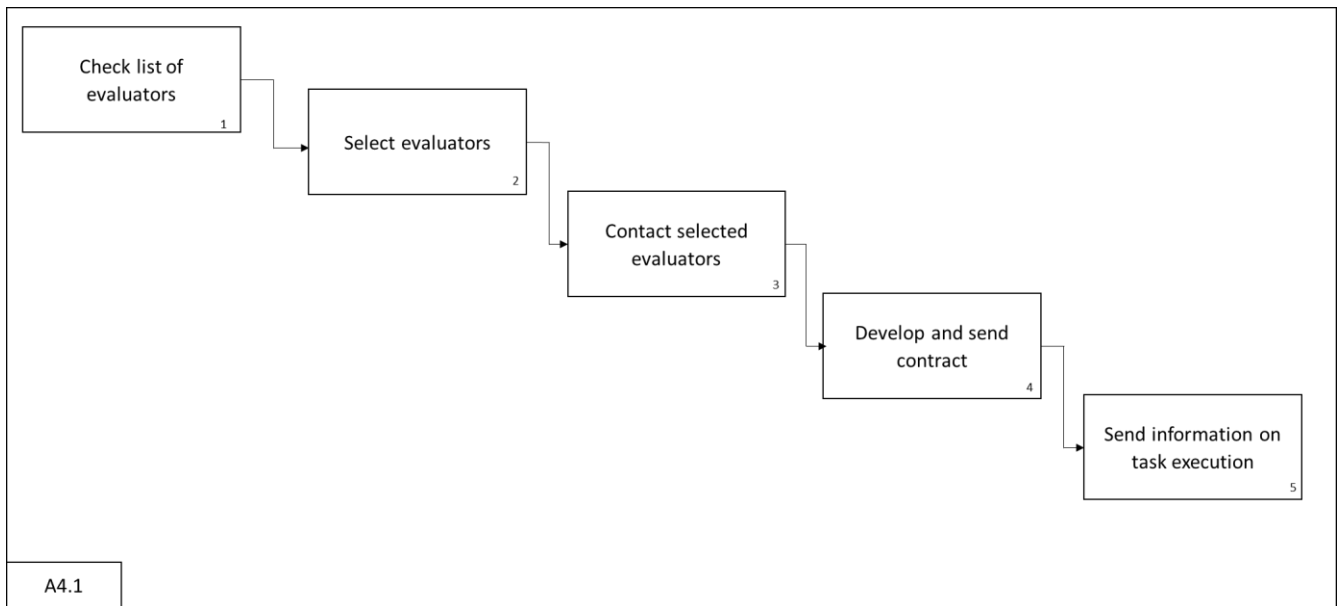 Check list of
evaluators
1
Select evaluators
2
Contact selected
evaluators
3
Develop and send
contract
4
Send information on
task execution
5
A4.1